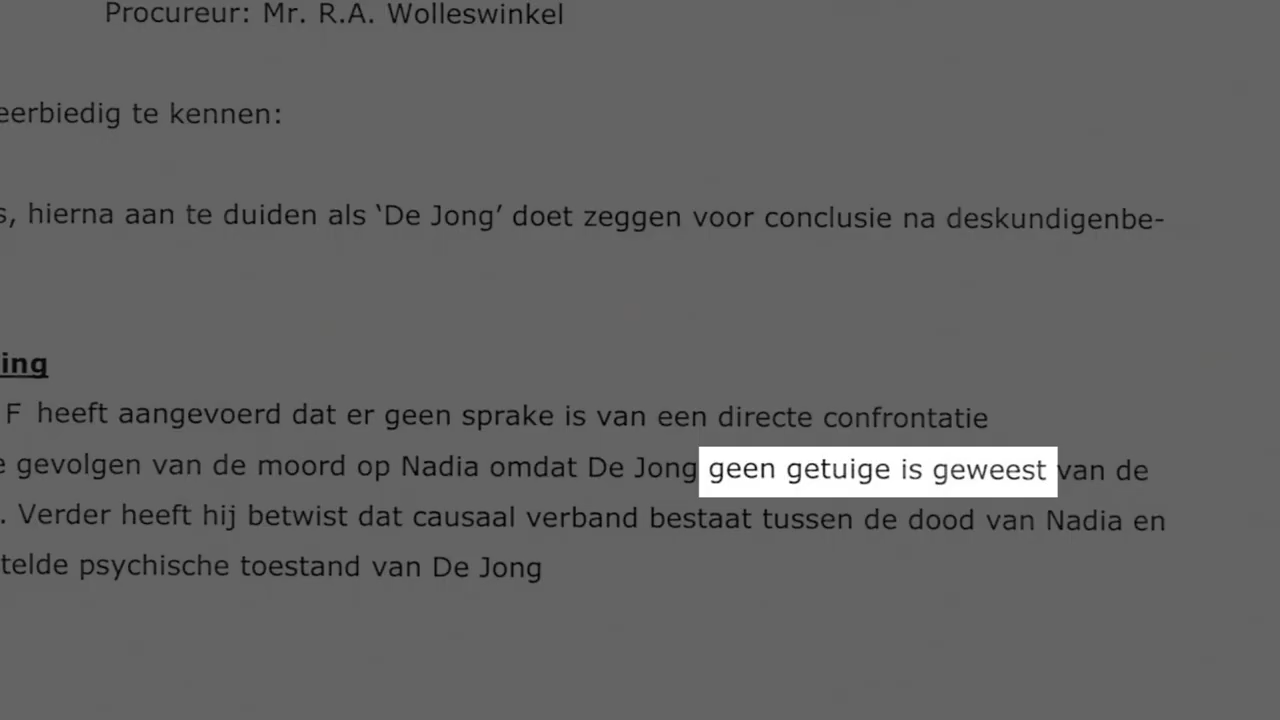 Procureur: Mr. R.A. Wolleswinkel
eerbiedig te kennen:
s, hierna aan te duiden als ‘De Jong’ doet zeggen voor conclusie na deskundigenbe-
ing
F heeft aangevoerd dat er geen sprake is van een directe confrontatie
e gevolgen van de moord op Nadia omdat De Jong geen getuige is geweest van de
. Verder heeft hij betwist dat causaal verband bestaat tussen de dood van Nadia en
telde psychische toestand van De Jong